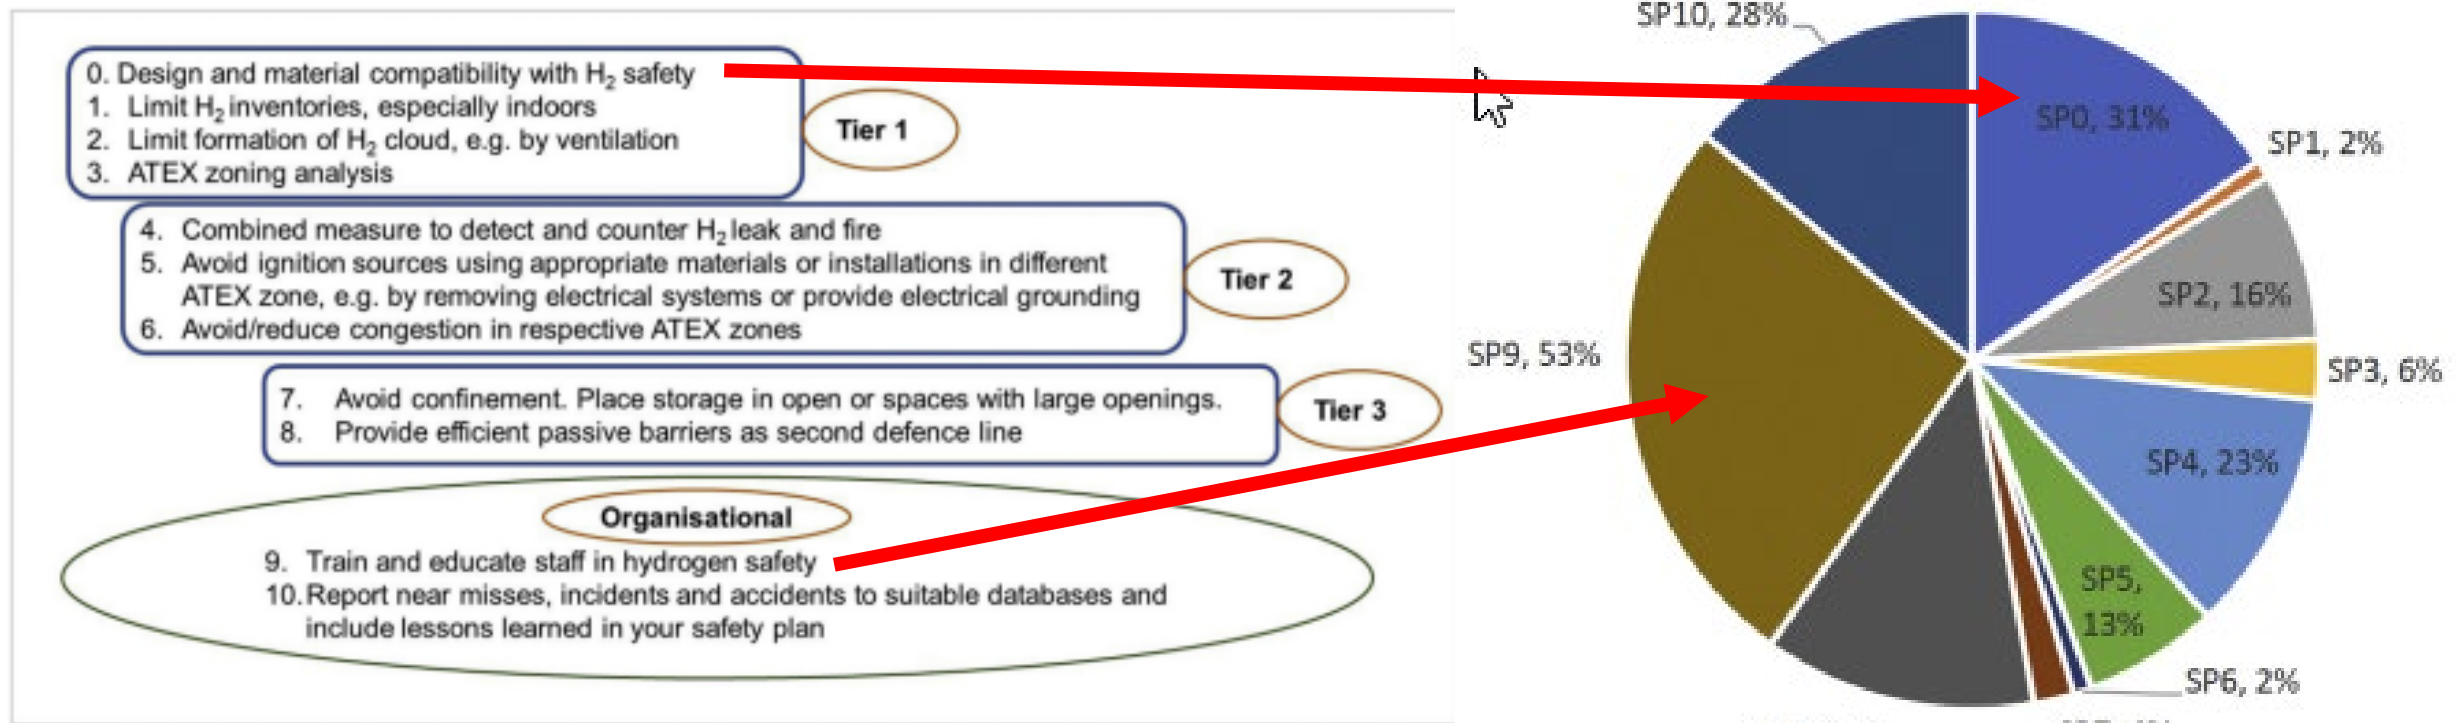 0. Design and material compatibility with H₂ safety
1. Limit H₂ inventories, especially indoors
2. Limit formation of H₂ cloud, e.g. by ventilation
3. ATEX zoning analysis
Tier 1
4. Combined measure to detect and counter H₂ leak and fire
5. Avoid ignition sources using appropriate materials or installations in different
ATEX zone, e.g. by removing electrical systems or provide electrical grounding
6. Avoid/reduce congestion in respective ATEX zones
Tier 2
7. Avoid confinement. Place storage in open or spaces with large openings.
8. Provide efficient passive barriers as second defence line
Tier 3
Organisational
9. Train and educate staff in hydrogen safety
10. Report near misses, incidents and accidents to suitable databases and
include lessons learned in your safety plan
SP10, 28%
SP0, 31%
SP1, 2%
SP2, 16%
SP9, 53%
SP3, 6%
SP4, 23%
SP5,
13%
SP6, 2%